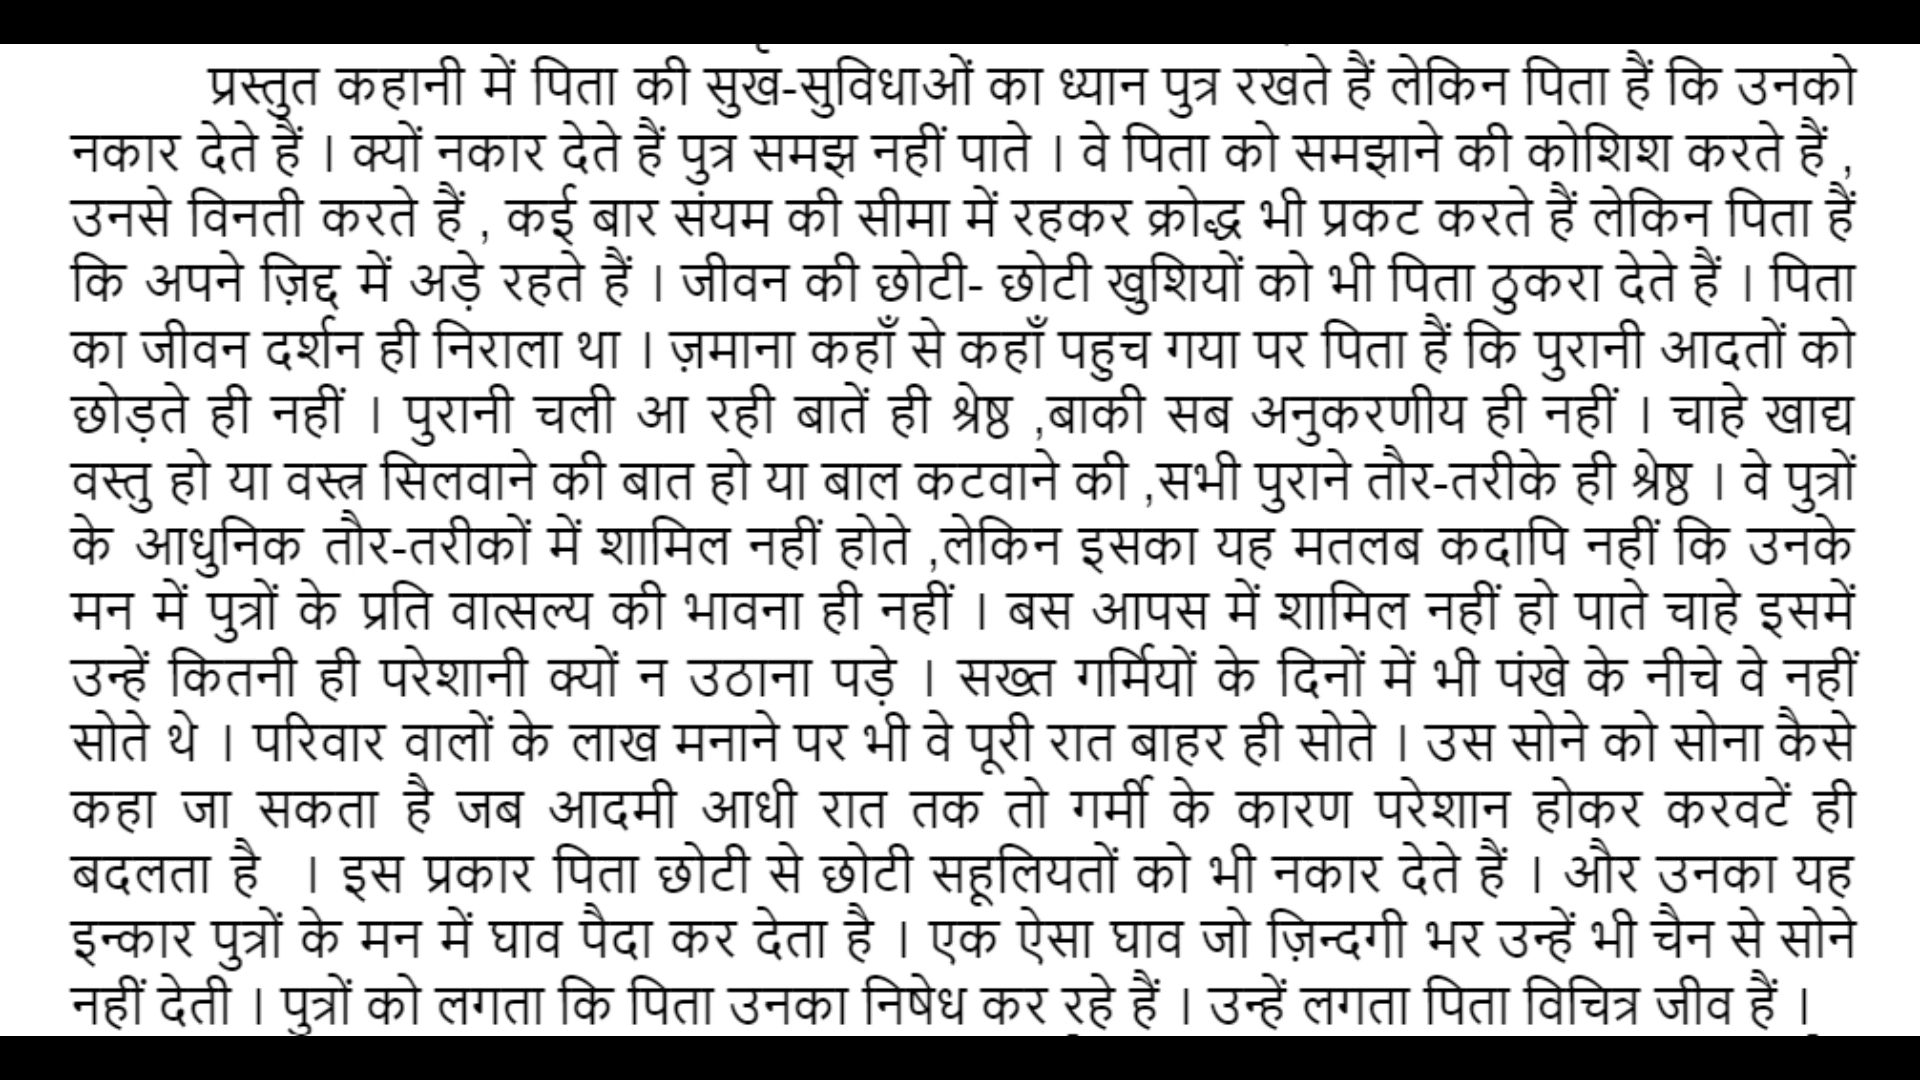 प्रस्तुत कहानी में पिता की सुख-सुविधाओं का ध्यान पुत्र रखते हैं लेकिन पिता हैं कि उनको
नकार देते हैं । क्यों नकार देते हैं पुत्र समझ नहीं पाते । वे पिता को समझाने की कोशिश करते हैं ,
उनसे विनती करते हैं , कई बार संयम की सीमा में रहकर क्रोद्ध भी प्रकट करते हैं लेकिन पिता हैं
कि अपने ज़िद्द में अड़े रहते हैं । जीवन की छोटी- छोटी खुशियों को भी पिता ठुकरा देते हैं । पिता
का जीवन दर्शन ही निराला था । ज़माना कहाँ से कहाँ पहुच गया पर पिता हैं कि पुरानी आदतों को
छोड़ते ही नहीं । पुरानी चली आ रही बातें ही श्रेष्ठ ,बाकी सब अनुकरणीय ही नहीं । चाहे खाद्य
वस्तु हो या वस्त्र सिलवाने की बात हो या बाल कटवाने की ,सभी पुराने तौर-तरीके ही श्रेष्ठ । वे पुत्रों
के आधुनिक तौर-तरीकों में शामिल नहीं होते ,लेकिन इसका यह मतलब कदापि नहीं कि उनके
मन में पुत्रों के प्रति वात्सल्य की भावना ही नहीं । बस आपस में शामिल नहीं हो पाते चाहे इसमें
उन्हें कितनी ही परेशानी क्यों न उठाना पड़े । सख्त गर्मियों के दिनों में भी पंखे के नीचे वे नहीं
सोते थे । परिवार वालों के लाख मनाने पर भी वे पूरी रात बाहर ही सोते । उस सोने को सोना कैसे
कहा जा सकता है जब आदमी आधी रात तक तो गर्मी के कारण परेशान होकर करवटें ही
बदलता है । इस प्रकार पिता छोटी से छोटी सहूलियतों को भी नकार देते हैं । और उनका यह
इन्कार पुत्रों के मन में घाव पैदा कर देता है । एक ऐसा घाव जो ज़िन्दगी भर उन्हें भी चैन से सोने
नहीं देती । पुत्रों को लगता कि पिता उनका निषेध कर रहे हैं । उन्हें लगता पिता विचित्र जीव हैं ।